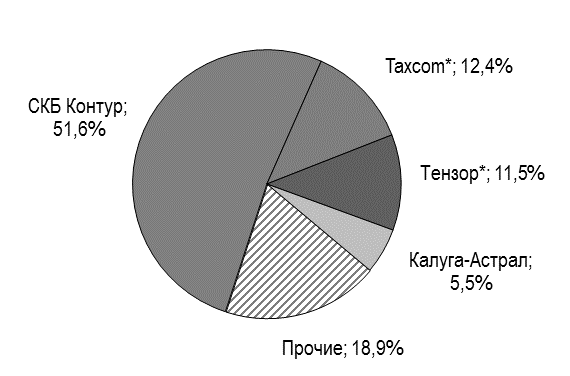 Taxcom*; 12,4%
СКБ Контур;
51,6%
Тензор*; 11,5%
Калуга-Астрал;
5,5%
Прочие; 18,9%